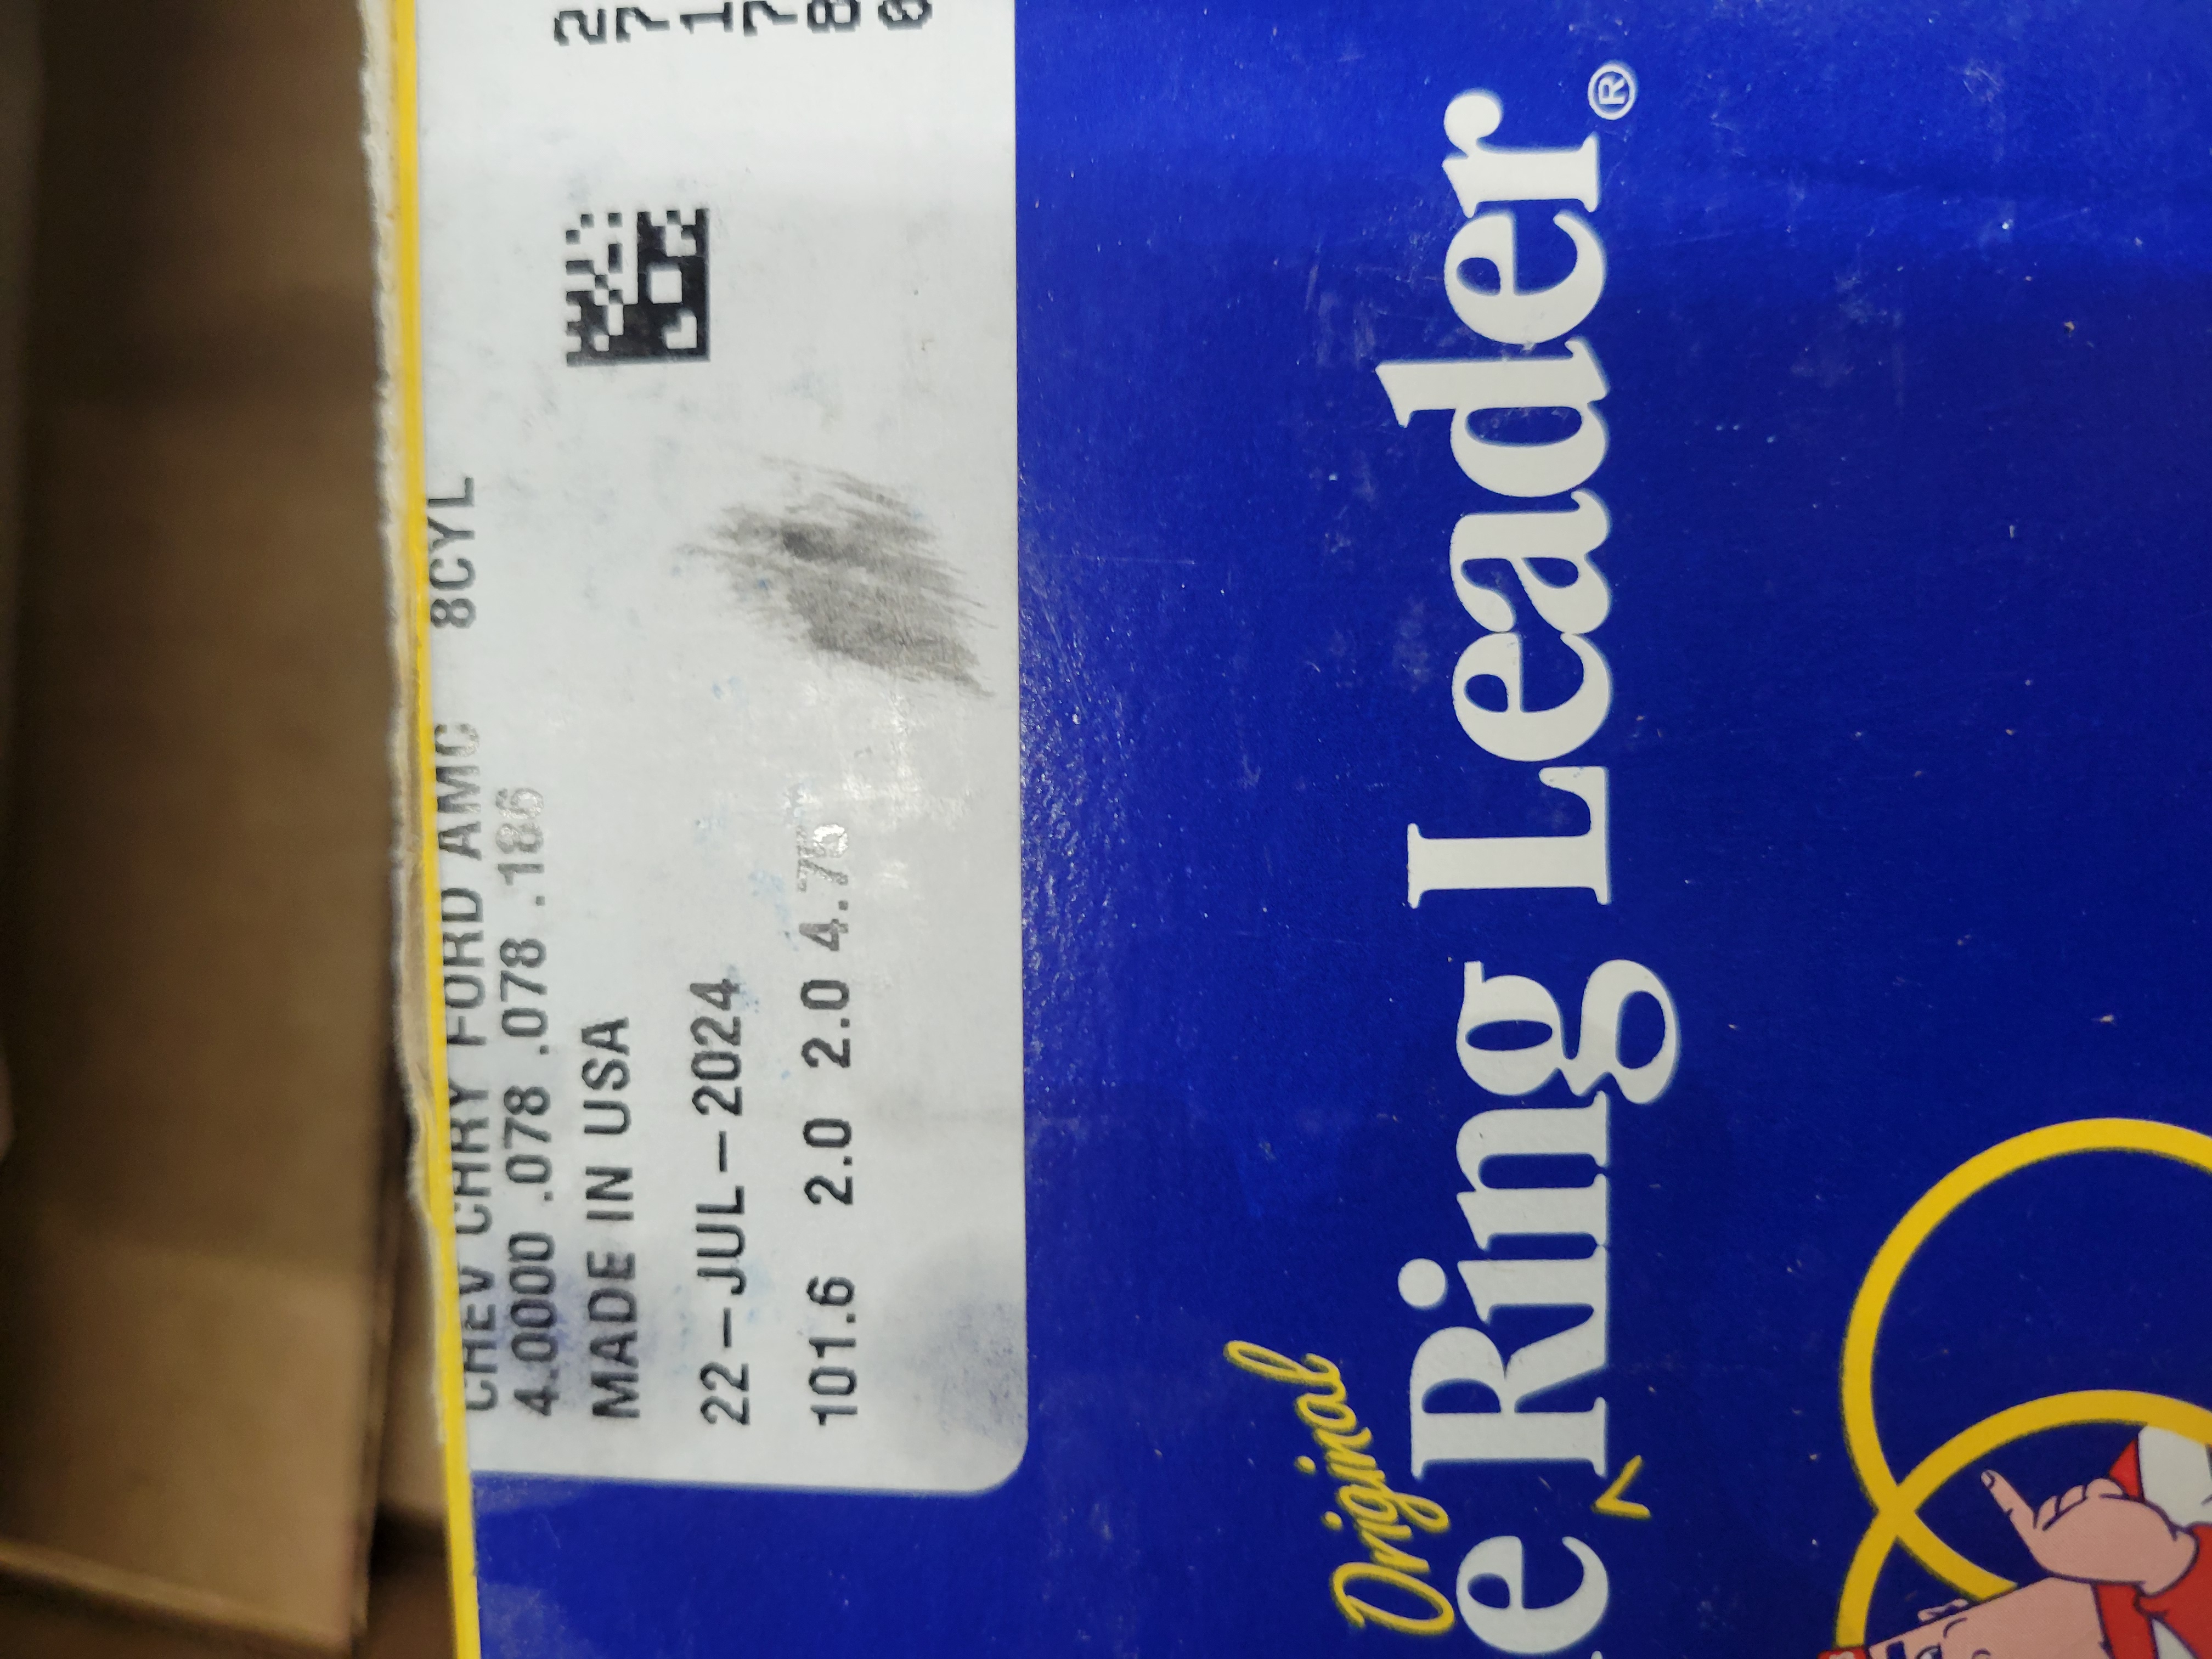 CHEV CHRY FORD AMC 8CYL
4.0000 .078 .078 .186
MADE IN USA
22-JUL-2024
101.6 2.0 2.0 4.75
Original
e Ring Leader®